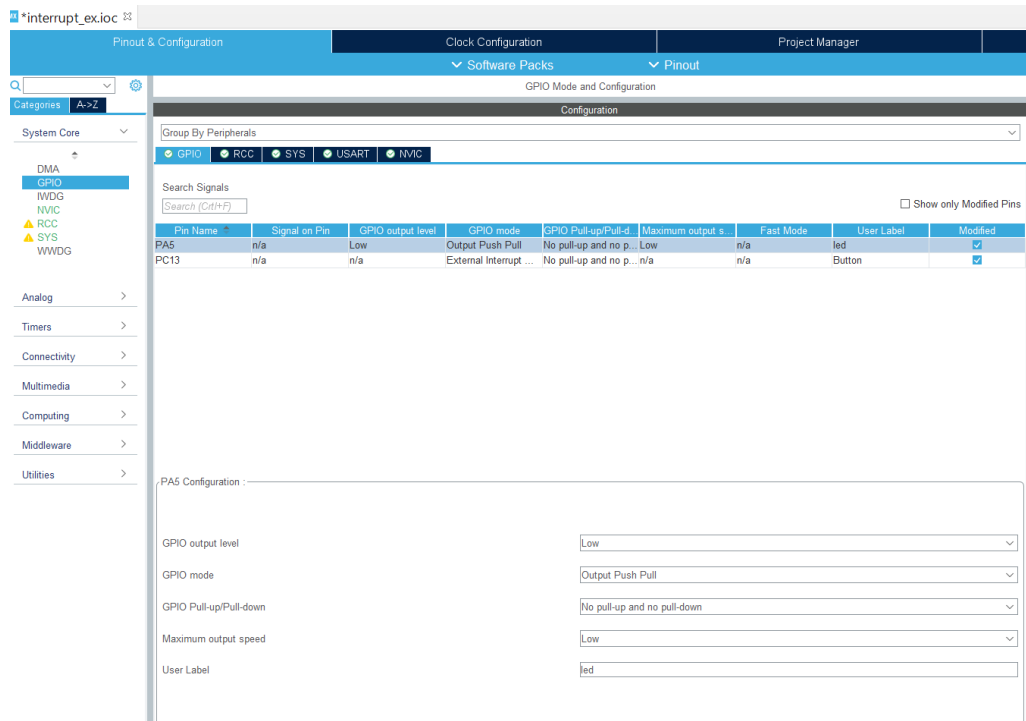 *interrupt_ex.ioc
Pinout & Configuration Clock Configuration Project Manager
Software Packs Pinout
GPIO Mode and Configuration
Categories A->Z
Configuration
System Core
Group By Peripherals
GPIO RCC SYS USART NVIC
DMA
GPIO
IWDG
NVIC
RCC
SYS
WWDG
Search Signals
Search (Crtl+F)
Show only Modified Pins
Pin Name Signal on Pin GPIO output level GPIO mode GPIO Pull-up/Pull-d... Maximum output s... Fast Mode User Label Modified
PA5 n/a Low Output Push Pull No pull-up and no p... Low n/a led
PC13 n/a n/a External Interrupt ... No pull-up and no p... n/a n/a Button
Analog
Timers
Connectivity
Multimedia
Computing
Middleware
Utilities
PA5 Configuration :
GPIO output level Low
GPIO mode Output Push Pull
GPIO Pull-up/Pull-down No pull-up and no pull-down
Maximum output speed Low
User Label led